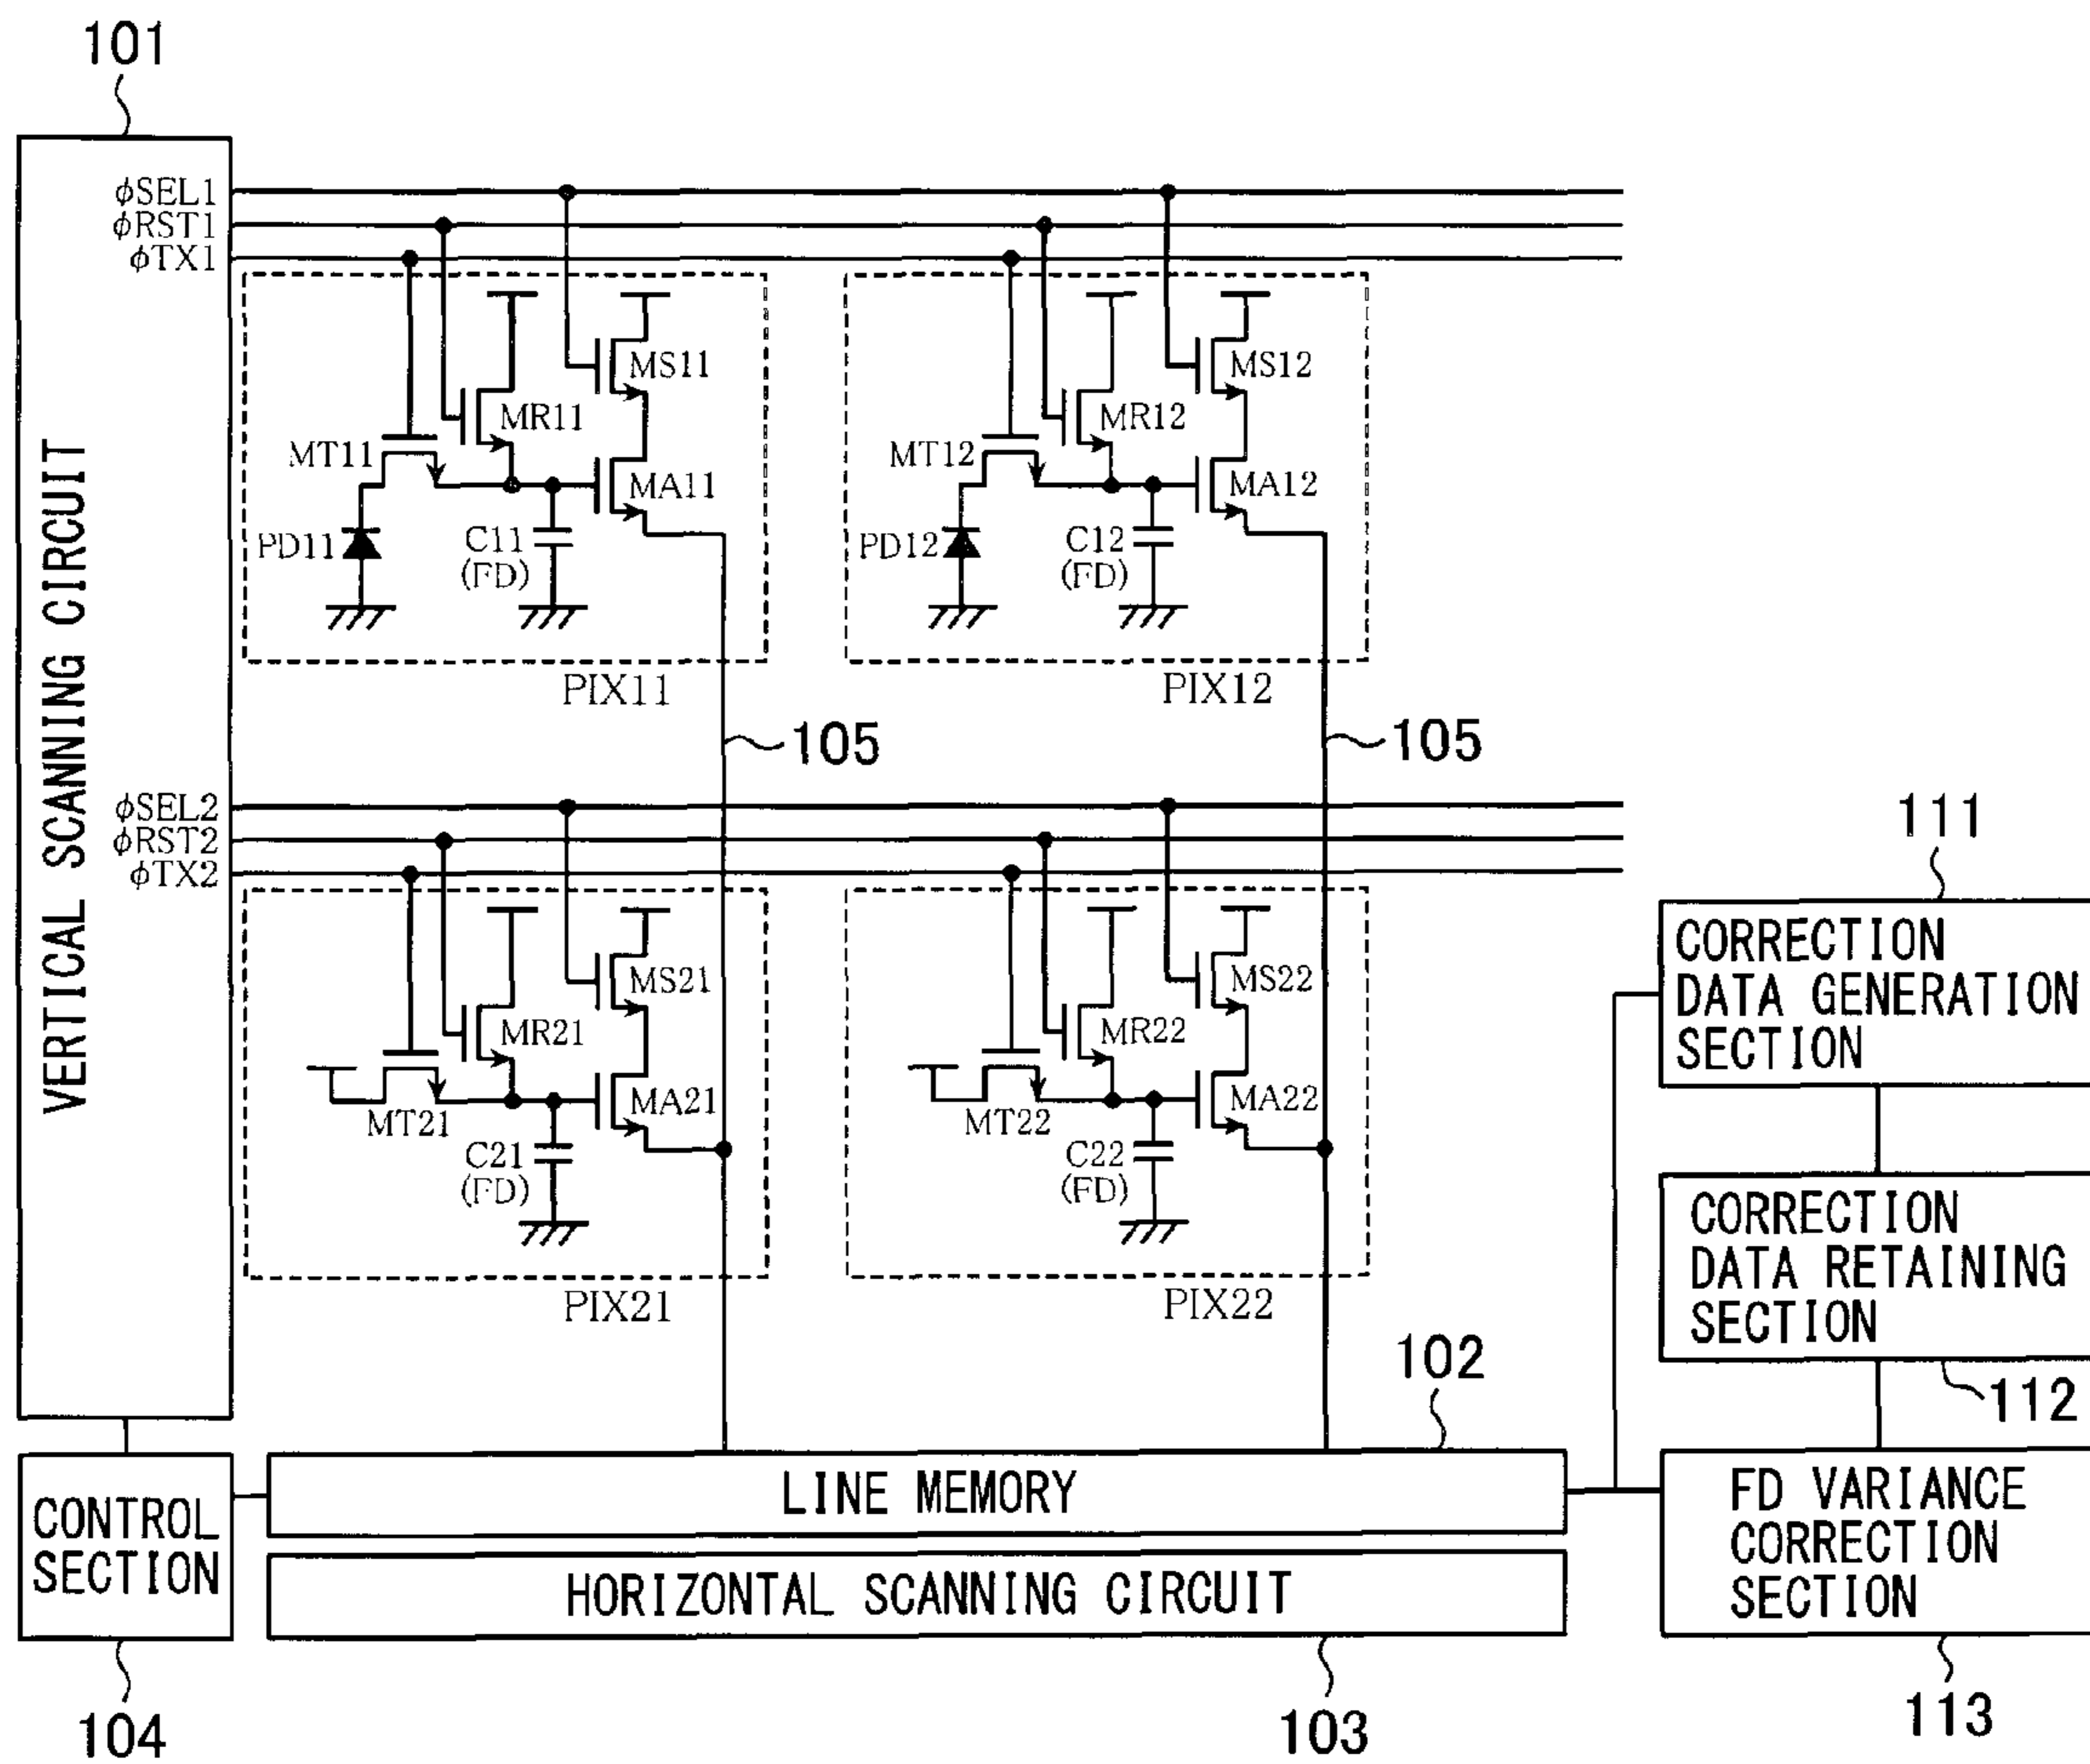 101
φSEL1
φRST1
φTX1
MS11
MR11
MT11
MA11
PD11
C11
(FD)
PIX11
MS12
MR12
MT12
MA12
PD12
C12
(FD)
PIX12
105
105
VERTICAL SCANNING CIRCUIT
φSEL2
φRST2
φTX2
MS21
MR21
MT21
MA21
C21
(FD)
PIX21
MS22
MR22
MT22
MA22
C22
(FD)
PIX22
111
CORRECTION
DATA GENERATION
SECTION
CORRECTION
DATA RETAINING
SECTION
112
102
LINE MEMORY
FD VARIANCE
CORRECTION
SECTION
113
CONTROL
SECTION
104
HORIZONTAL SCANNING CIRCUIT
103